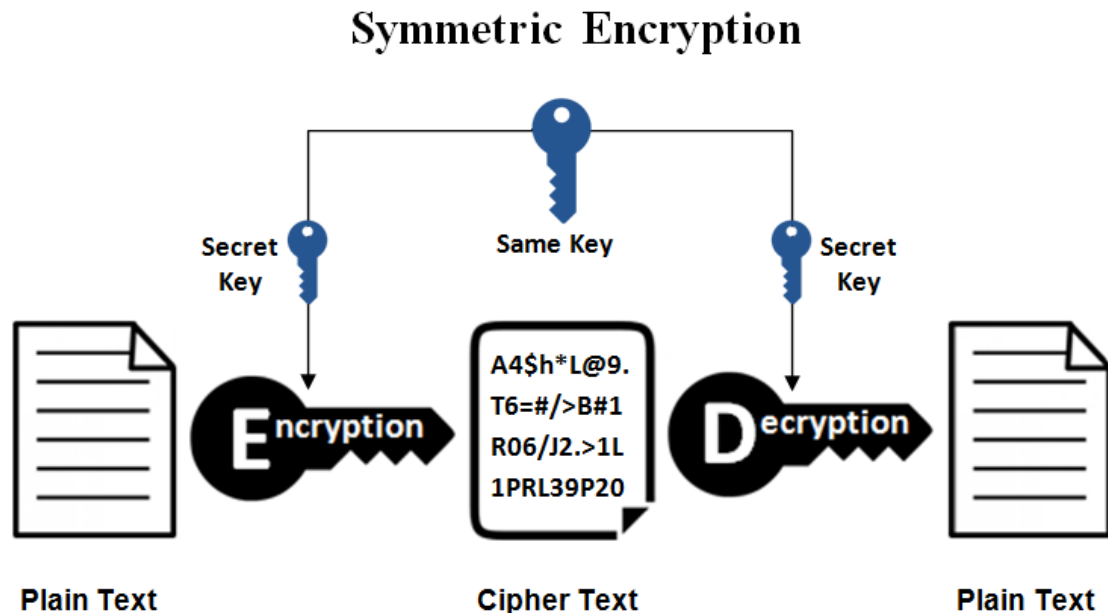 Symmetric Encryption
Same Key
Secret
Key
Secret
Key
Encryption
A4$h*L@9.
T6=#/>B#1
R06/J2.>1L
1PRL39P20
Decryption
Plain Text
Cipher Text
Plain Text